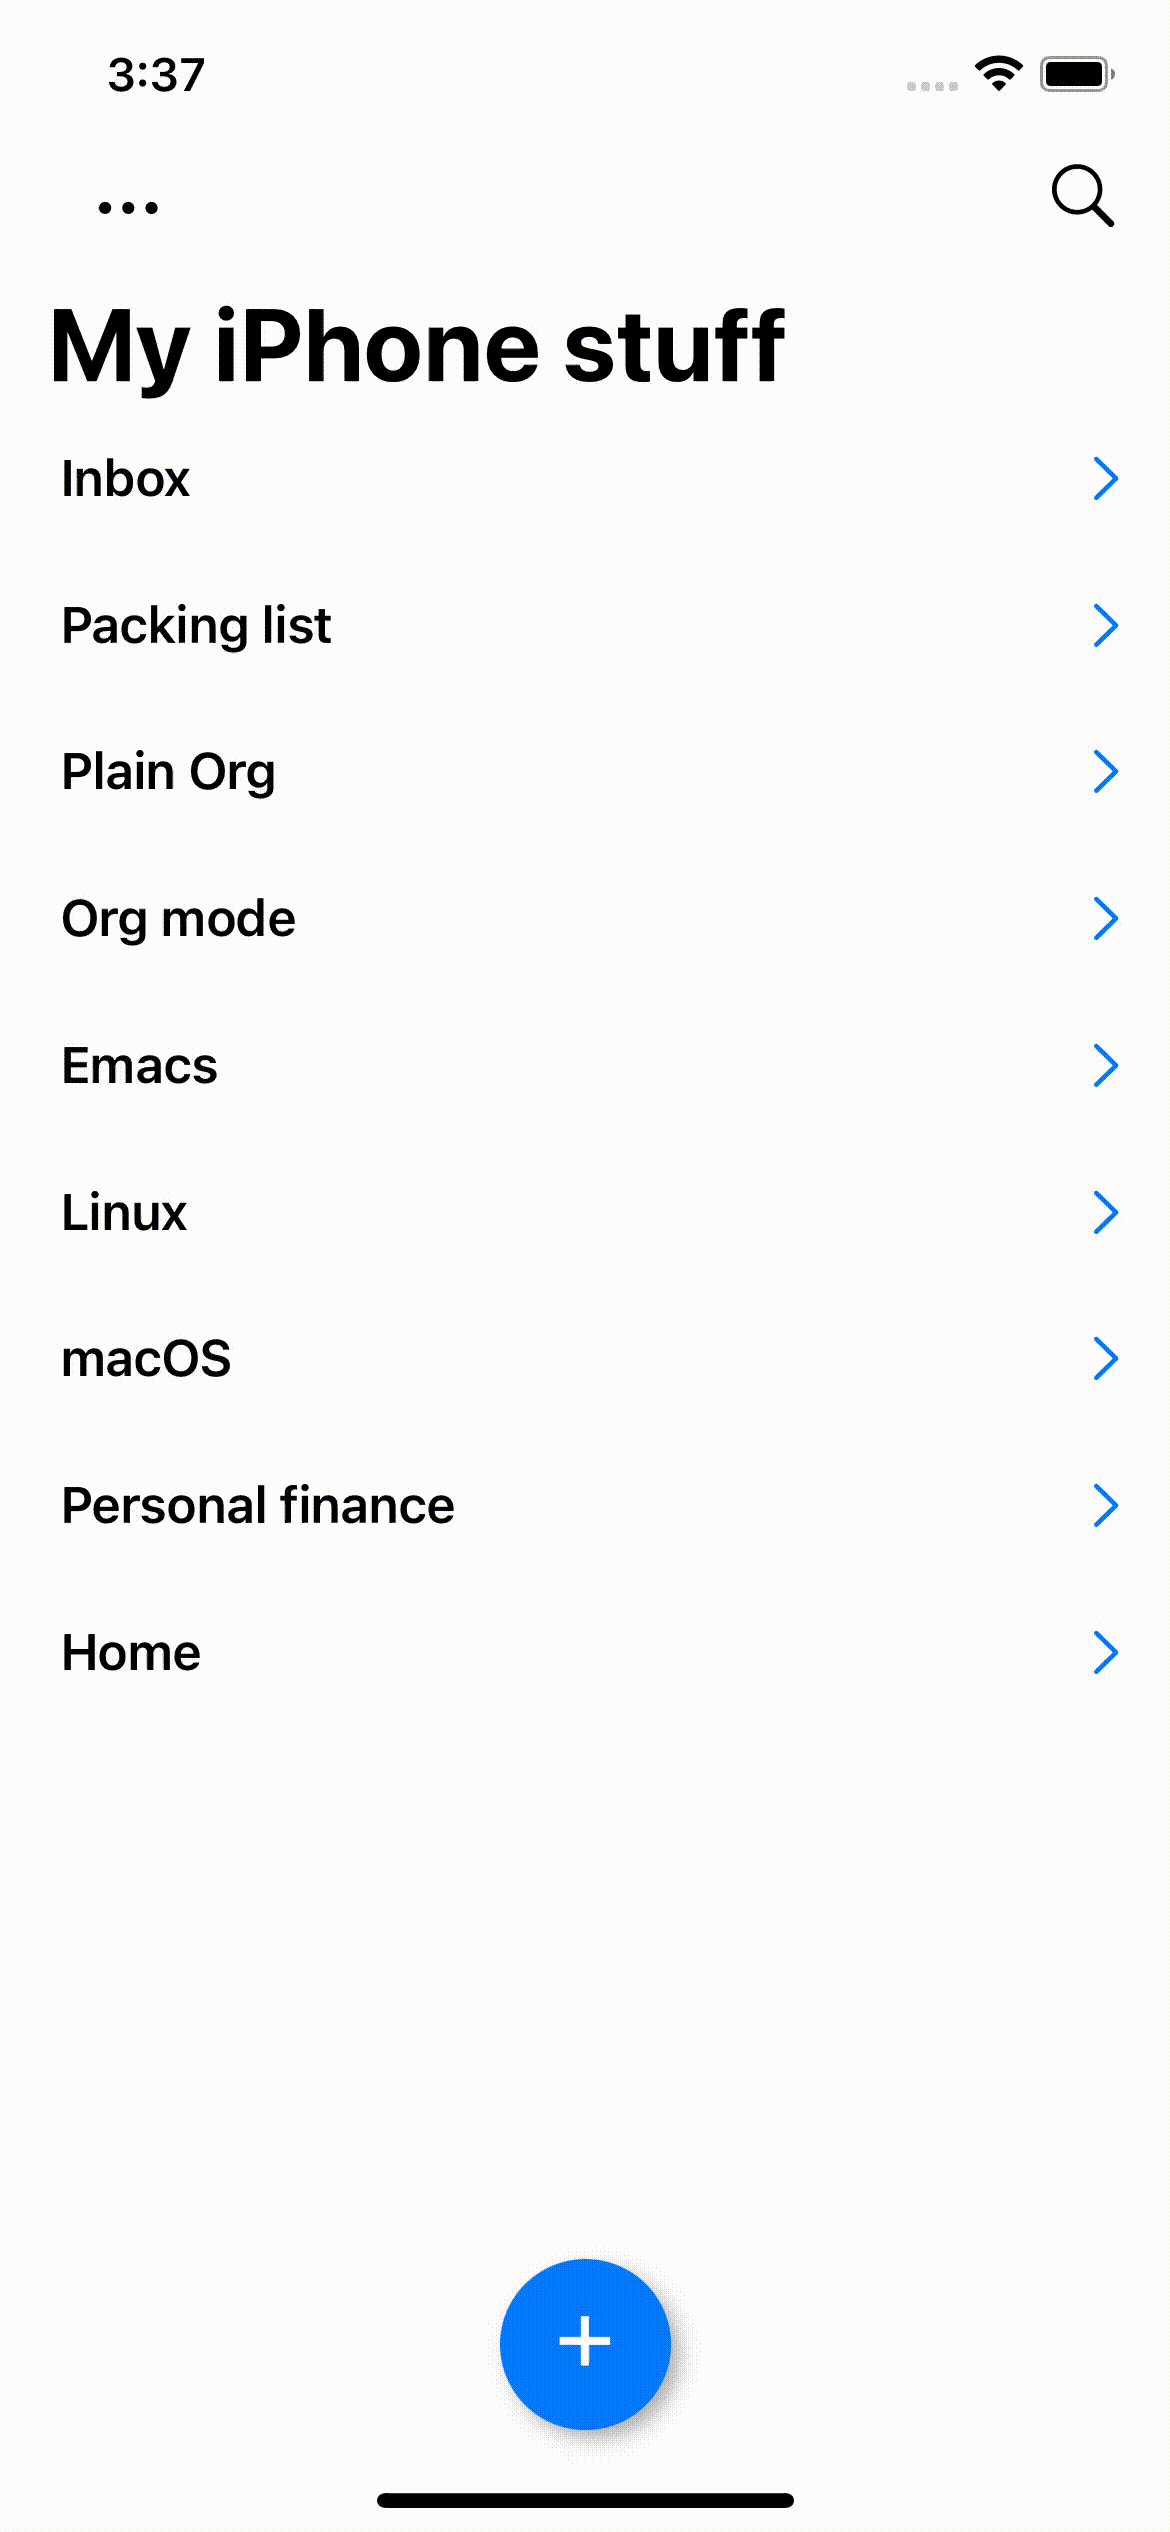 3:37
My iPhone stuff
Inbox
Packing list
Plain Org
Org mode
Emacs
Linux
macOS
Personal finance
Home